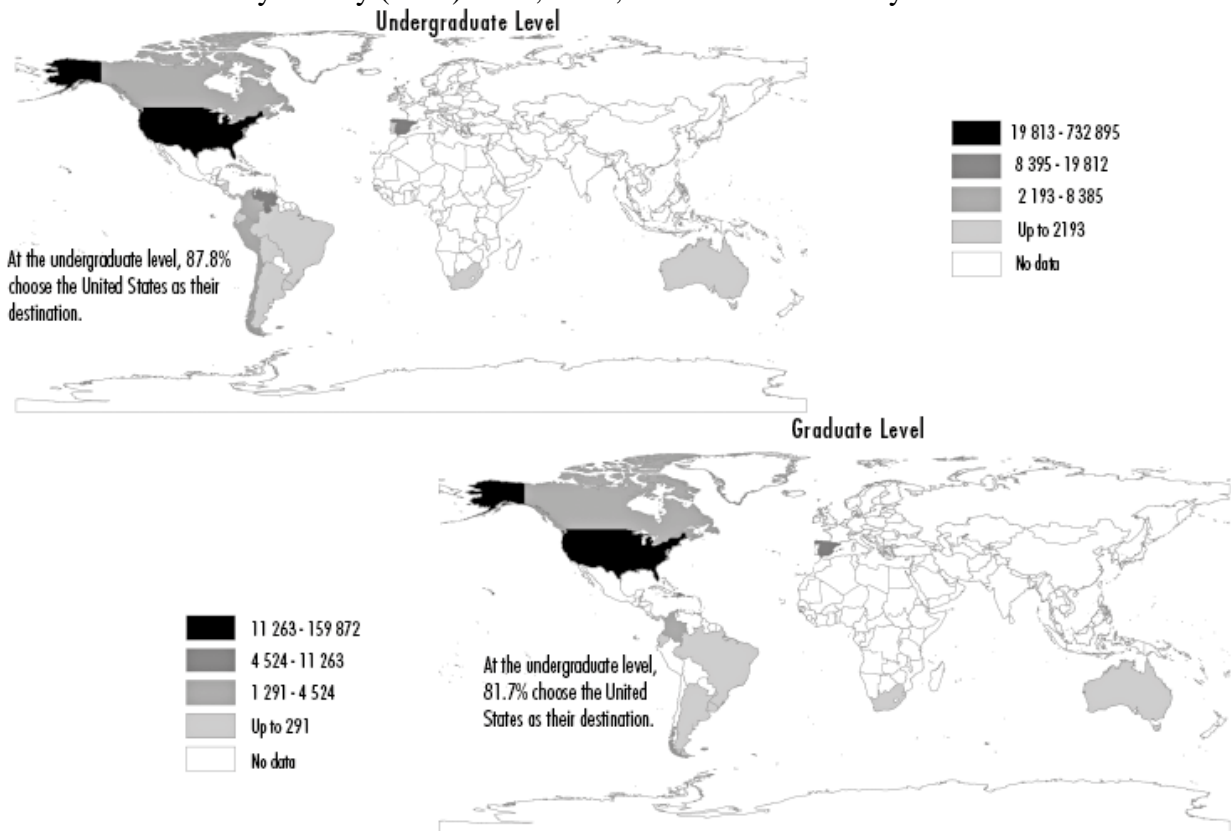 Undergraduate Level
19 813 - 732 895
8 395 - 19 812
2 193 - 8 385
Up to 2193
No data
At the undergraduate level, 87.8%
choose the United States as their
destination.
Graduate Level
11 263 - 159 872
4 524 - 11 263
1 291 - 4 524
Up to 291
No data
At the undergraduate level,
81.7% choose the United
States as their destination.